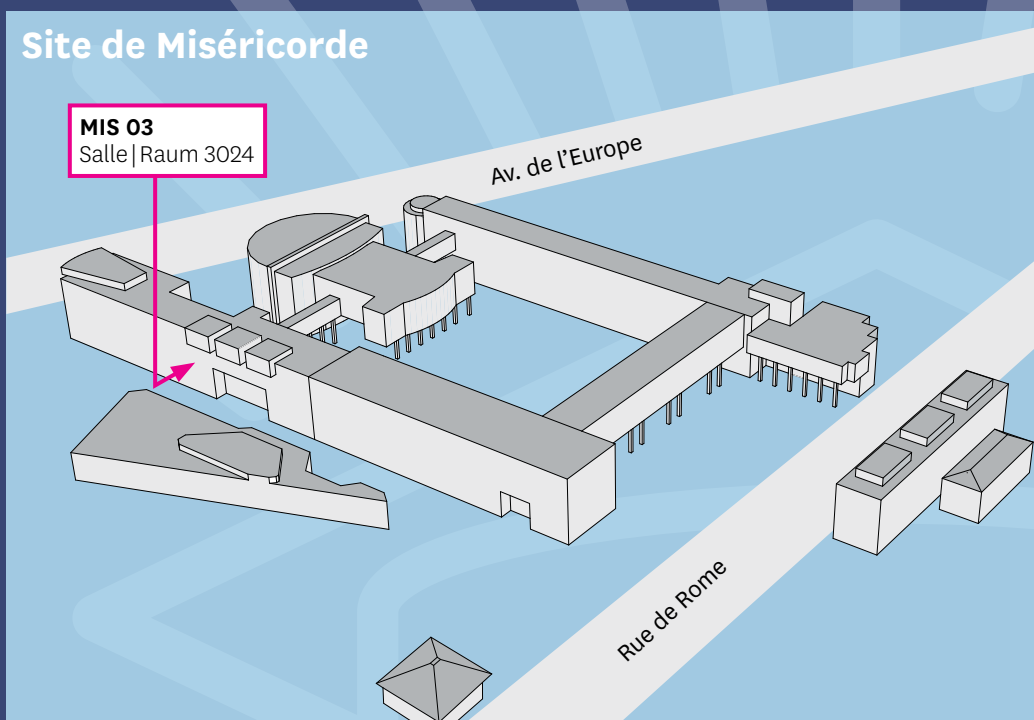 Site de Miséricorde
MIS 03
Salle|Raum 3024
Av. de l’Europe
Rue de Rome